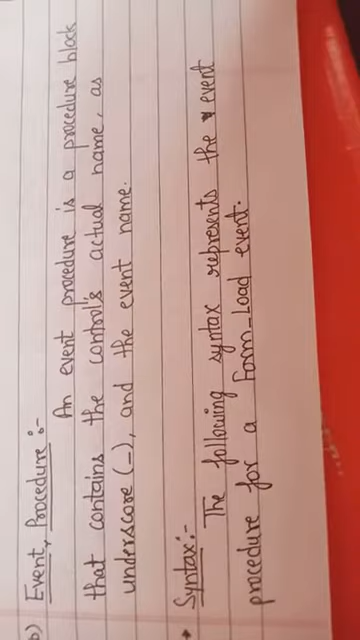 b) Event, Procedure :-
An event procedure is a procedure block
that contains the control's actual name, as
underscore (_), and the event name.
Syntax:-
The following syntax represents the event
procedure for a Form_Load event.